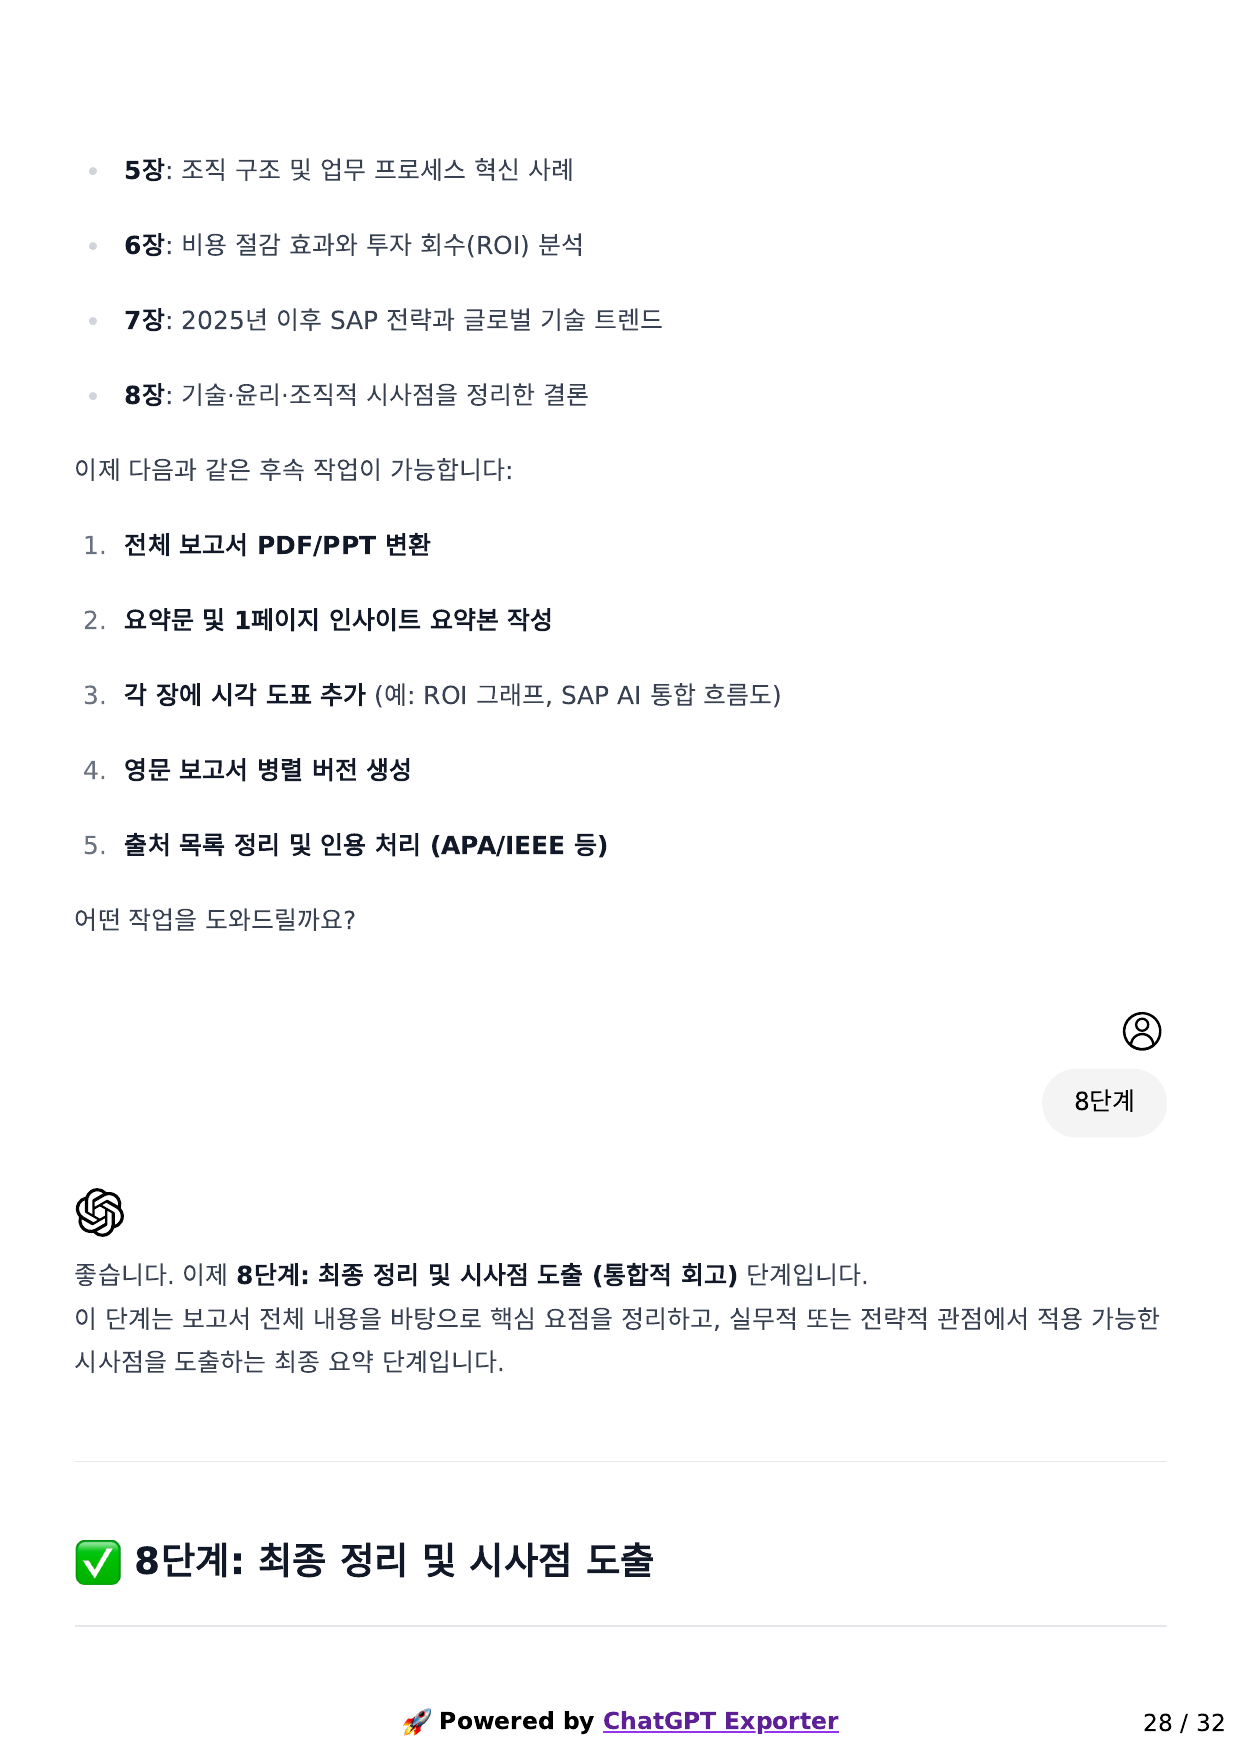 5장: 조직 구조 및 업무 프로세스 혁신 사례
6장: 비용 절감 효과와 투자 회수(ROI) 분석
7장: 2025년 이후 SAP 전략과 글로벌 기술 트렌드
8장: 기술·윤리·조직적 시사점을 정리한 결론
이제 다음과 같은 후속 작업이 가능합니다:
1. 전체 보고서 PDF/PPT 변환
2. 요약문 및 1페이지 인사이트 요약본 작성
3. 각 장에 시각 도표 추가 (예: ROI 그래프, SAP AI 통합 흐름도)
4. 영문 보고서 병렬 버전 생성
5. 출처 목록 정리 및 인용 처리 (APA/IEEE 등)
어떤 작업을 도와드릴까요?
8단계
좋습니다. 이제 8단계: 최종 정리 및 시사점 도출 (통합적 회고) 단계입니다.
이 단계는 보고서 전체 내용을 바탕으로 핵심 요점을 정리하고, 실무적 또는 전략적 관점에서 적용 가능한
시사점을 도출하는 최종 요약 단계입니다.
✅ 8단계: 최종 정리 및 시사점 도출
🚀 Powered by ChatGPT Exporter
28 / 32